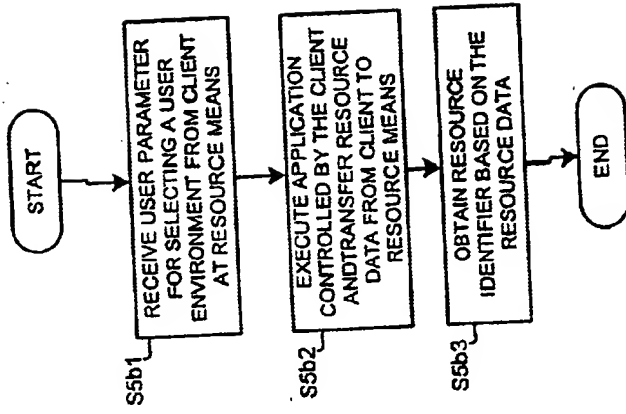 START
S5b1
RECEIVE USER PARAMETER
FOR SELECTING A USER
ENVIRONMENT FROM CLIENT
AT RESOURCE MEANS
S5b2
EXECUTE APPLICATION
CONTROLLED BY THE CLIENT
ANDTRANSFER RESOURCE
DATA FROM CLIENT TO
RESOURCE MEANS
S5b3
OBTAIN RESOURCE
IDENTIFIER BASED ON THE
RESOURCE DATA
END